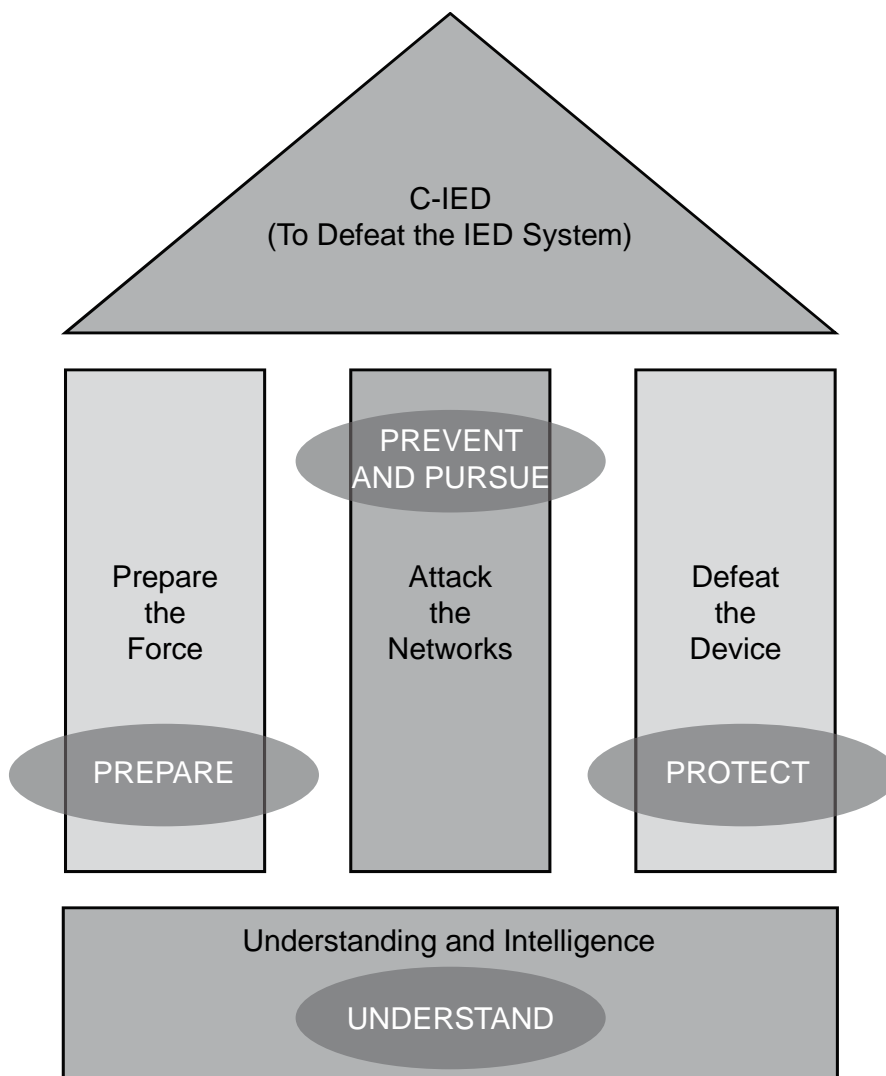 C-IED
(To Defeat the IED System)
PREVENT
AND PURSUE
Prepare
the
Force
Attack
the
Networks
Defeat
the
Device
PREPARE
PROTECT
Understanding and Intelligence
UNDERSTAND